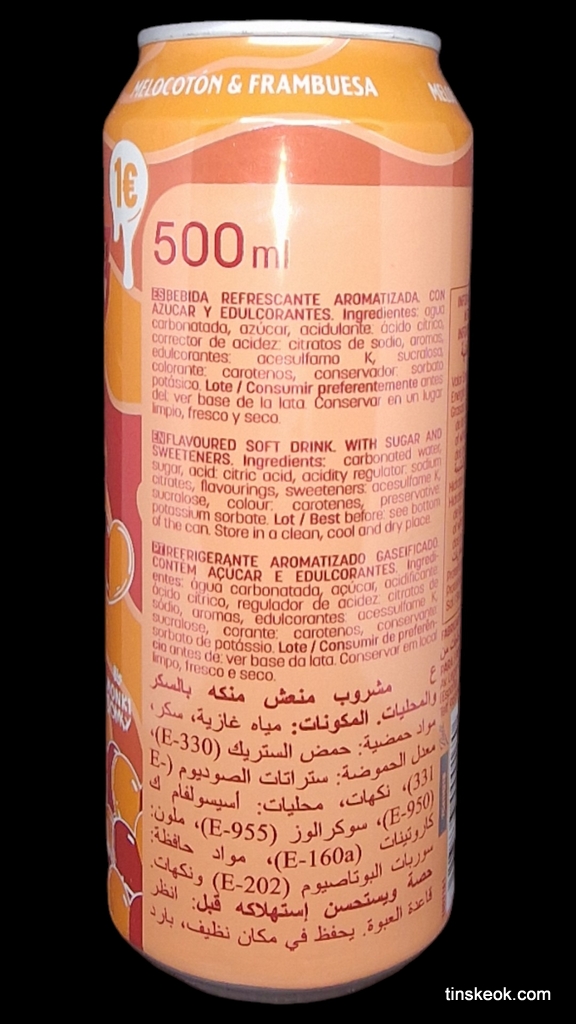 MELOCOTÓN & FRAMBUESA
1€
500 ml
ES BEBIDA REFRESCANTE AROMATIZADA. CON
AZUCAR Y EDULCORANTES. Ingredientes: agua
carbonatada, azúcar, acidulante: ácido cítrico,
corrector de acidez: citratos de sodio, aromas,
edulcorantes: acesulfamo K, sucralosa,
colorante: carotenos, conservador: sorbato
potásico. Lote / Consumir preferentemente antes
del: ver base de la lata. Conservar en un lugar
limpio, fresco y seco.
EN FLAVOURED SOFT DRINK. WITH SUGAR AND
SWEETENERS. Ingredients: carbonated water,
sugar, acid: citric acid, acidity regulator: sodium
citrates, flavourings, sweeteners: acesulfame K,
sucralose, colour: carotenes, preservative:
potassium sorbate. Lot / Best before: see bottom
of the can. Store in a clean, cool and dry place.
PT REFRIGERANTE AROMATIZADO GASEIFICADO.
CONTÉM AÇUCAR E EDULCORANTES. Ingredi-
entes: água carbonatada, açúcar, acidificante:
ácido cítrico, regulador de acidez: citratos de
sódio, aromas, edulcorantes: acessulfame K,
sucralose, corante: carotenos, conservante:
sorbato de potássio. Lote / Consumir de preferên-
cia antes de: ver base da lata. Conservar em local
limpo, fresco e seco.
ع مشروب منعش منكه بالسكر
والمحليات. المكونات: مياه غازية، سكر،
مواد حمضية: حمض الستريك (E-330)،
معدل الحموضة: ستراتات الصوديوم (E-
331)، نكهات، محليات: أسيسولفام ك
(E-950)، سوكرالوز (E-955)، ملون:
كاروتينات (E-160a)، مواد حافظة:
سوربات البوتاصيوم (E-202) ونكهات.
حصة ويستحسن إستهلاكه قبل: انظر
قاعدة العبوة. يحفظ في مكان نظيف، بارد
tinskeok.com